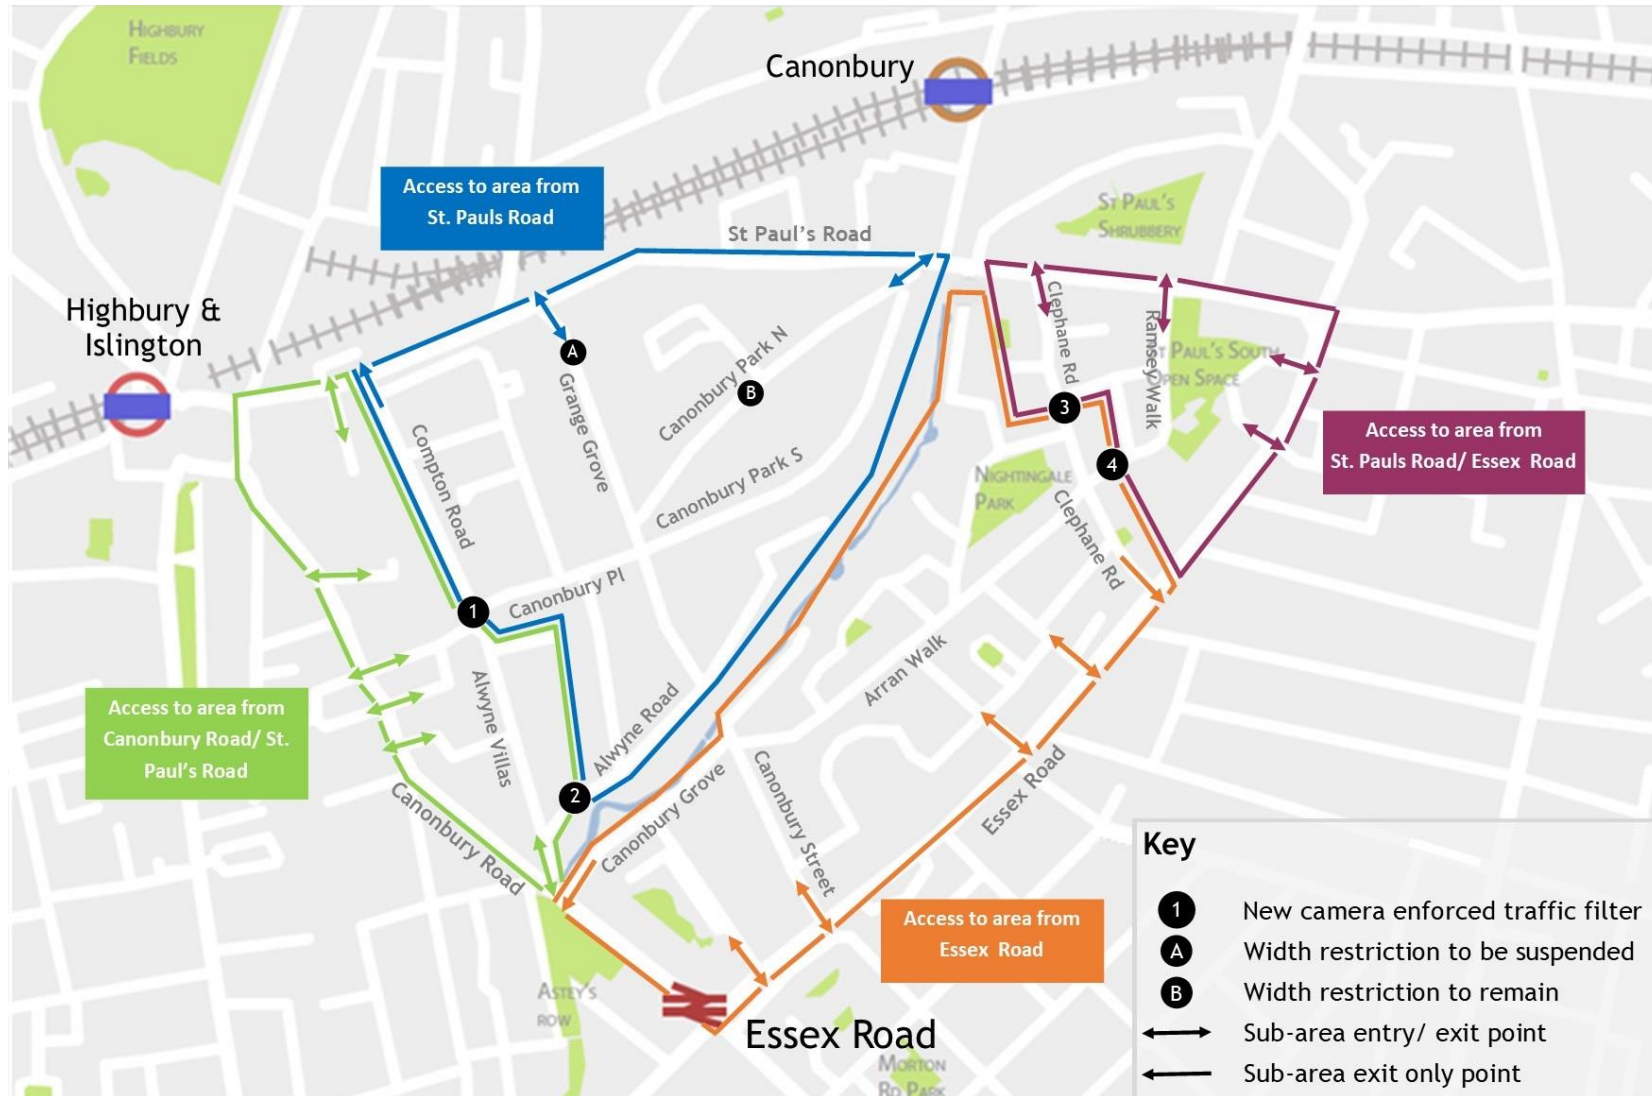 HIGHBURY
FIELDS
Canonbury
Access to area from
St. Pauls Road
ST PAUL'S
SHRUBBERY
St Paul's Road
Highbury &
Islington
A
Grange Grove
Canonbury Park N
B
Clephane Rd
Ramsey Walk
ST PAUL'S SOUTH
OPEN SPACE
3
4
Compton Road
Canonbury Park S
NIGHTINGALE
PARK
Clephane Rd
Access to area from
St. Pauls Road/ Essex Road
1
Canonbury Pl
Alwyne Villas
Alwyne Road
Arran Walk
Access to area from
Canonbury Road/ St.
Paul's Road
2
Canonbury Road
Canonbury Grove
Canonbury Street
Essex Road
Access to area from
Essex Road
ASTEY'S
ROW
Essex Road
MORTON
RD PARK
Key
1 New camera enforced traffic filter
A Width restriction to be suspended
B Width restriction to remain
Sub-area entry/ exit point
Sub-area exit only point